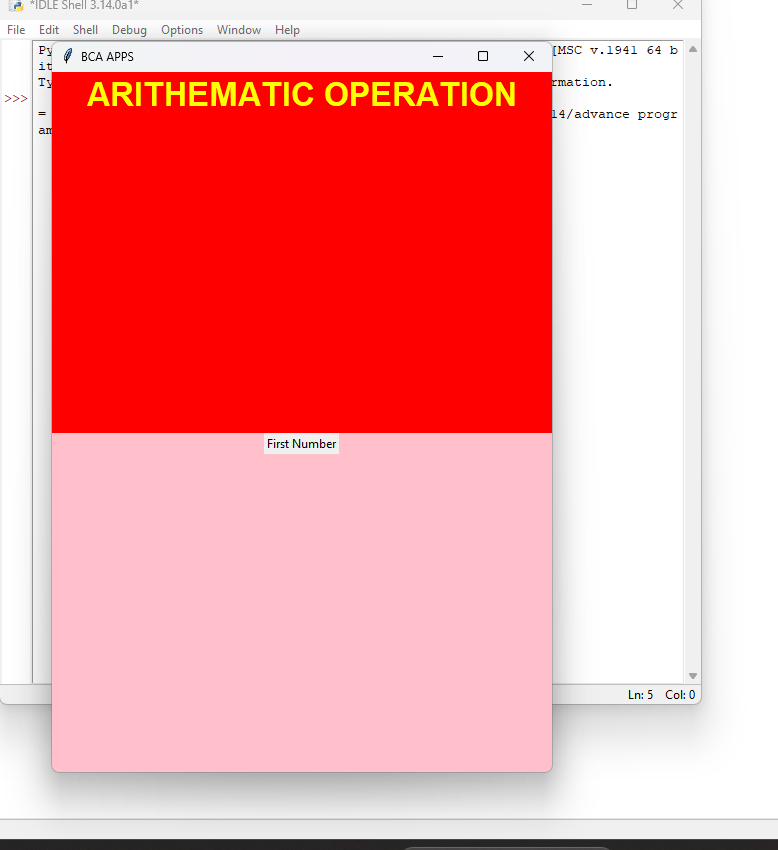 *IDLE Shell 3.14.0a1*
File Edit Shell Debug Options Window Help
Py [MSC v.1941 64 b
it
Ty rmation.
>>>
= 14/advance progr
am
BCA APPS
ARITHEMATIC OPERATION
First Number
Ln: 5 Col: 0